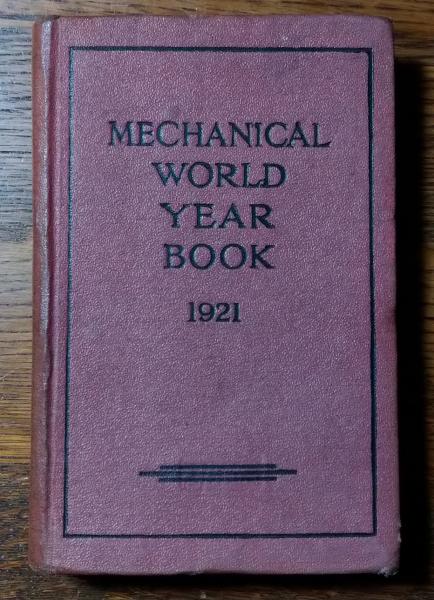 MECHANICAL
WORLD
YEAR
BOOK
1921